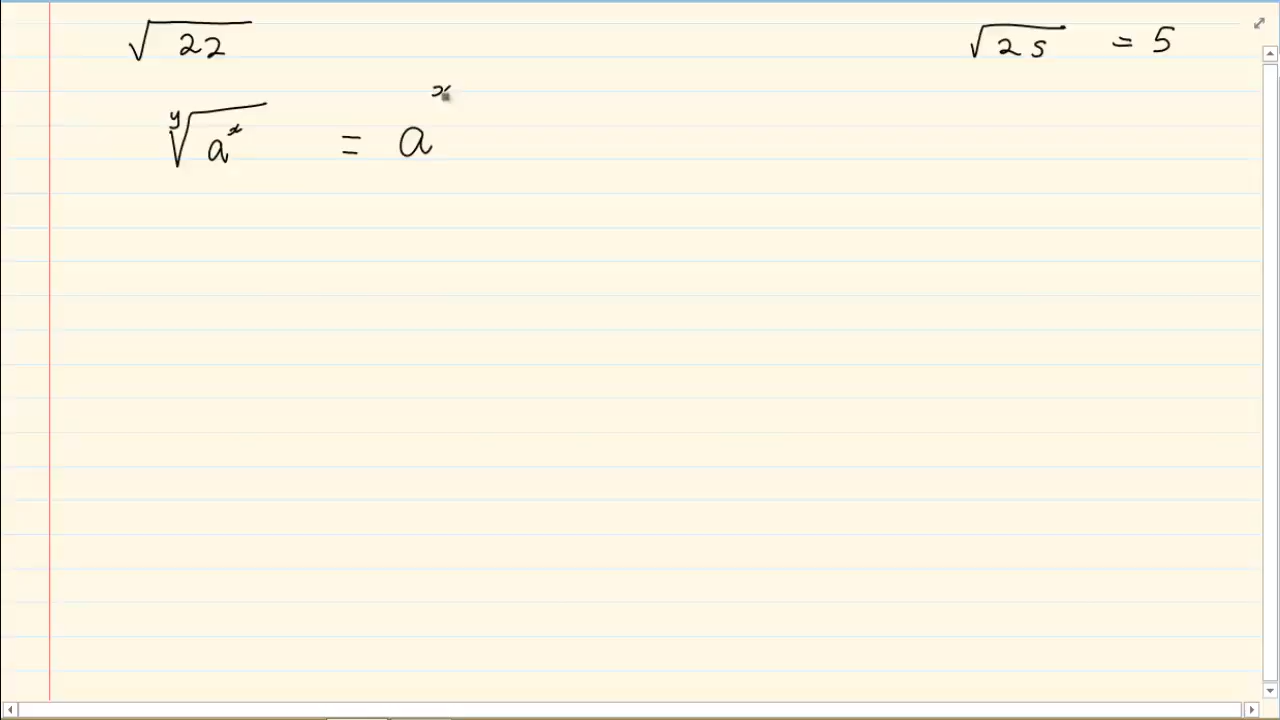 √22 √25 = 5
ʸ√aˣ = aˣ